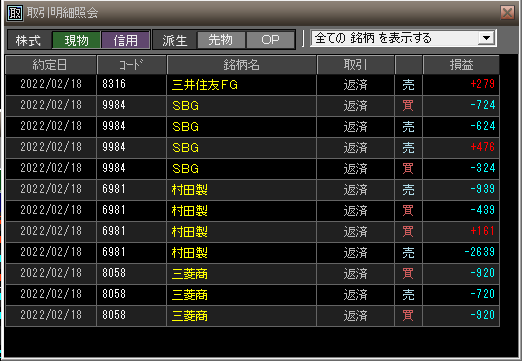 取 取引明細照会
株式 現物 信用 派生 先物 OP 全ての 銘柄 を表示する
約定日 コード 銘柄名 取引 損益
2022/02/18 8316 三井住友FG 返済 売 +279
2022/02/18 9984 SBG 返済 買 -724
2022/02/18 9984 SBG 返済 売 -624
2022/02/18 9984 SBG 返済 売 +476
2022/02/18 9984 SBG 返済 買 -324
2022/02/18 6981 村田製 返済 売 -939
2022/02/18 6981 村田製 返済 買 -439
2022/02/18 6981 村田製 返済 買 +161
2022/02/18 6981 村田製 返済 売 -2639
2022/02/18 8058 三菱商 返済 買 -920
2022/02/18 8058 三菱商 返済 売 -720
2022/02/18 8058 三菱商 返済 買 -920